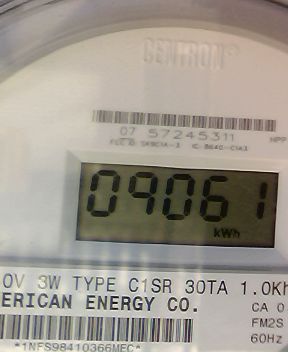 CENTRON®
07 57245311
09061
kWh
0V 3W TYPE C1SR 30TA 1.0Kh
ERICAN ENERGY CO.
CA 0
FM2S
60Hz
*1NFS98410366MEC*